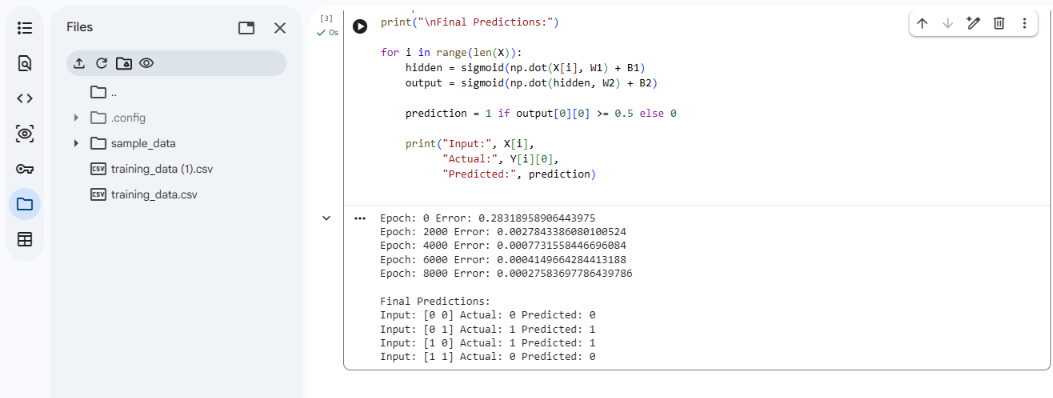 Files
..
.config
sample_data
training_data (1).csv
training_data.csv
[3]
0s
print("\nFinal Predictions:")
for i in range(len(X)):
    hidden = sigmoid(np.dot(X[i], W1) + B1)
    output = sigmoid(np.dot(hidden, W2) + B2)
    prediction = 1 if output[0][0] >= 0.5 else 0
    print("Input:", X[i],
          "Actual:", Y[i][0],
          "Predicted:", prediction)
Epoch: 0 Error: 0.28318958906443975
Epoch: 2000 Error: 0.0027843386080100524
Epoch: 4000 Error: 0.0007731558446696084
Epoch: 6000 Error: 0.0004149664284413188
Epoch: 8000 Error: 0.00027583697786439786
Final Predictions:
Input: [0 0] Actual: 0 Predicted: 0
Input: [0 1] Actual: 1 Predicted: 1
Input: [1 0] Actual: 1 Predicted: 1
Input: [1 1] Actual: 0 Predicted: 0